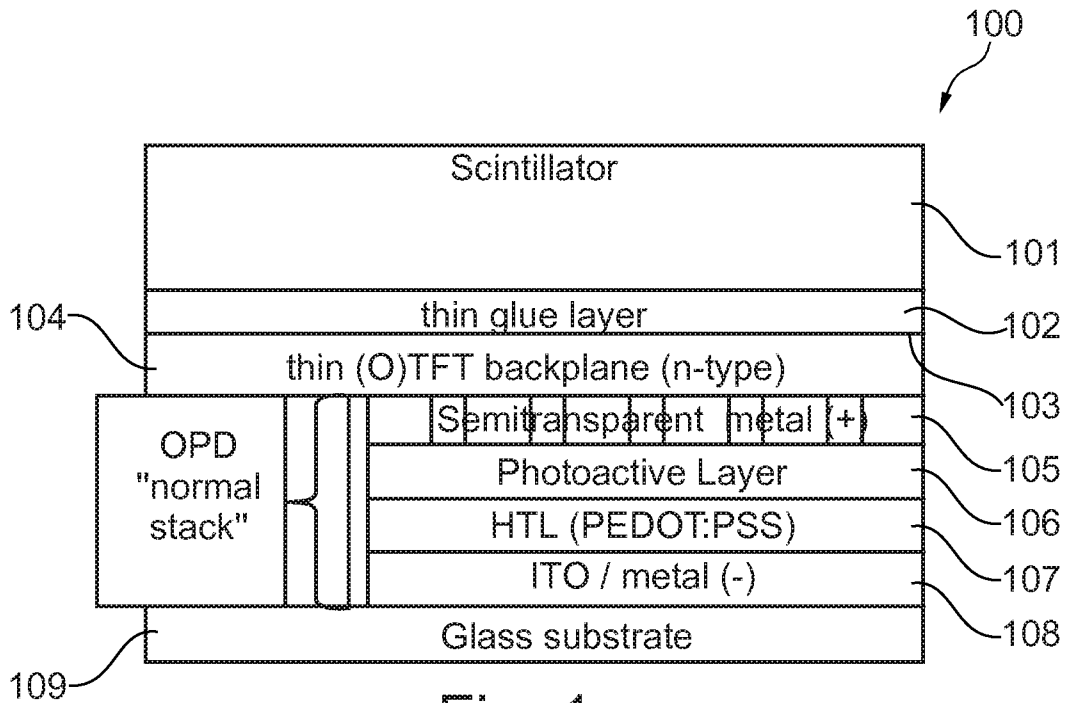 100
Scintillator
101
thin glue layer
102
104
thin (O)TFT backplane (n-type)
103
Semitransparent metal (+)
105
OPD
"normal
stack"
Photoactive Layer
106
HTL (PEDOT:PSS)
107
ITO / metal (-)
108
Glass substrate
109